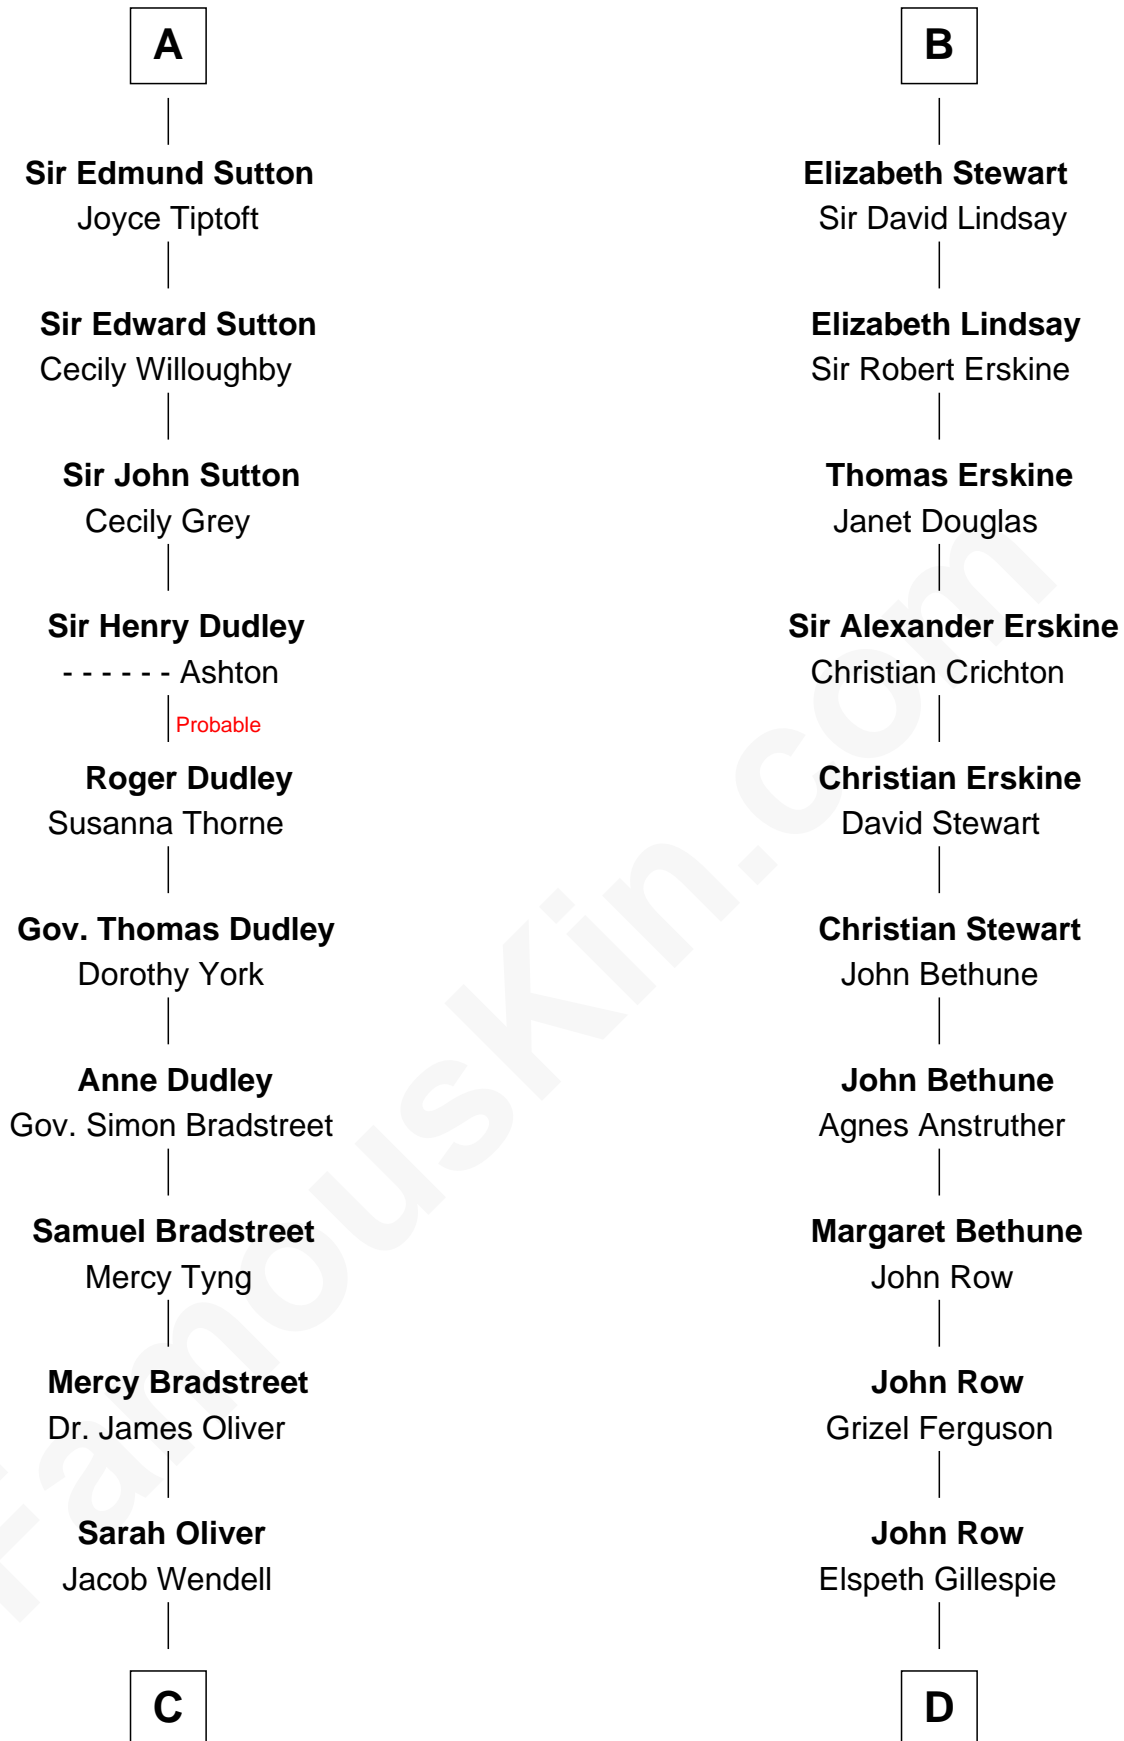 A
Sir Edmund Sutton
Joyce Tiptoft
Sir Edward Sutton
Cecily Willoughby
Sir John Sutton
Cecily Grey
Sir Henry Dudley
- - - - - - Ashton
Probable
Roger Dudley
Susanna Thorne
Gov. Thomas Dudley
Dorothy York
Anne Dudley
Gov. Simon Bradstreet
Samuel Bradstreet
Mercy Tyng
Mercy Bradstreet
Dr. James Oliver
Sarah Oliver
Jacob Wendell
C
B
Elizabeth Stewart
Sir David Lindsay
Elizabeth Lindsay
Sir Robert Erskine
Thomas Erskine
Janet Douglas
Sir Alexander Erskine
Christian Crichton
Christian Erskine
David Stewart
Christian Stewart
John Bethune
John Bethune
Agnes Anstruther
Margaret Bethune
John Row
John Row
Grizel Ferguson
John Row
Elspeth Gillespie
D
FamousKin.com